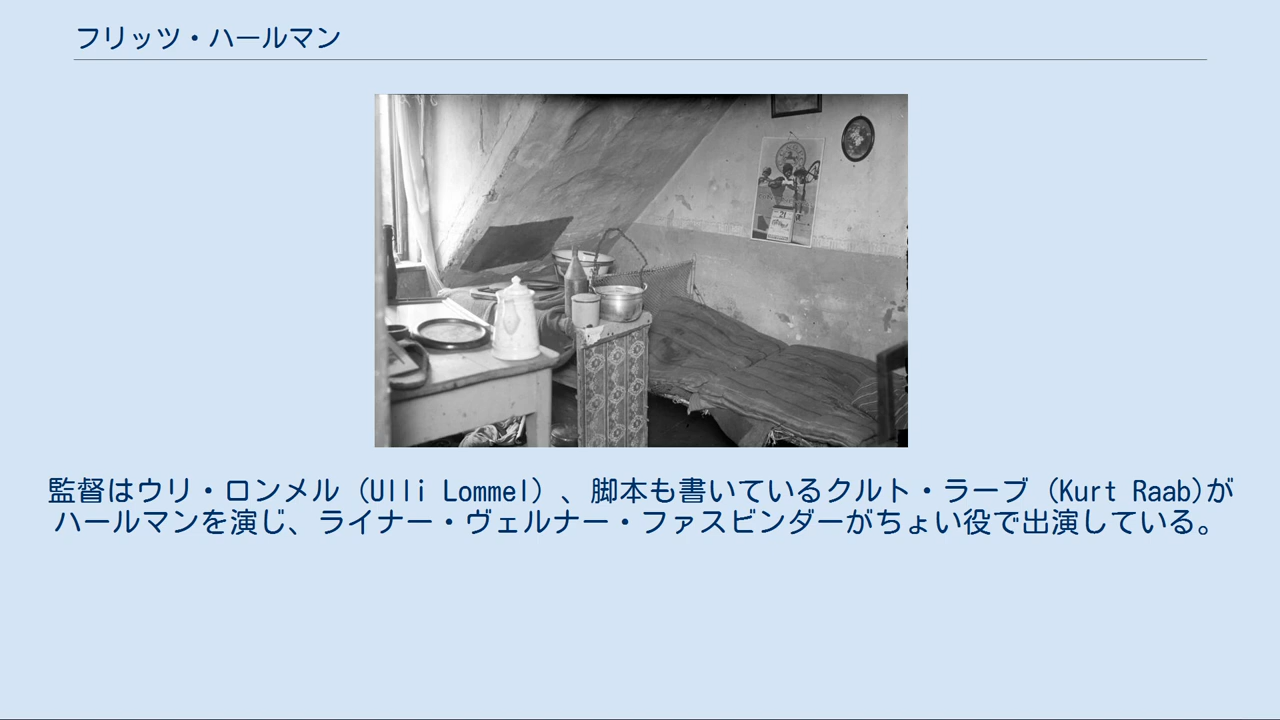 フリッツ・ハールマン
監督はウリ・ロンメル (Ulli Lommel) 、脚本も書いているクルト・ラーブ (Kurt Raab)が
ハールマンを演じ、ライナー・ヴェルナー・ファスビンダーがちょい役で出演している。